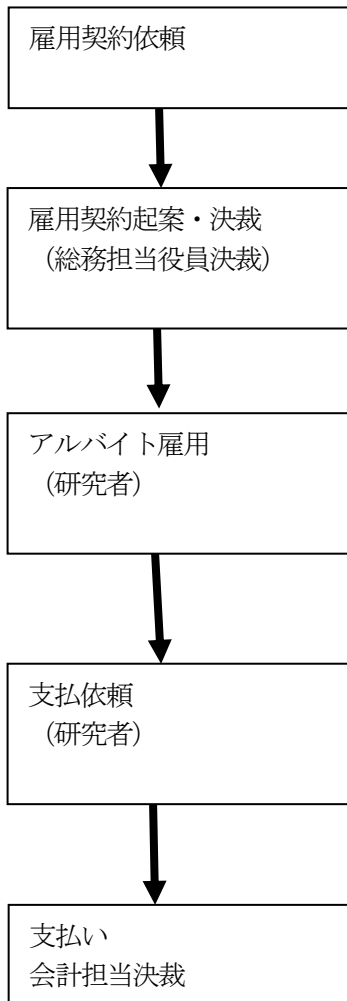 雇用契約依頼
雇用契約起案・決裁
（総務担当役員決裁）
アルバイト雇用
（研究者）
支払依頼
（研究者）
支払い
会計担当決裁